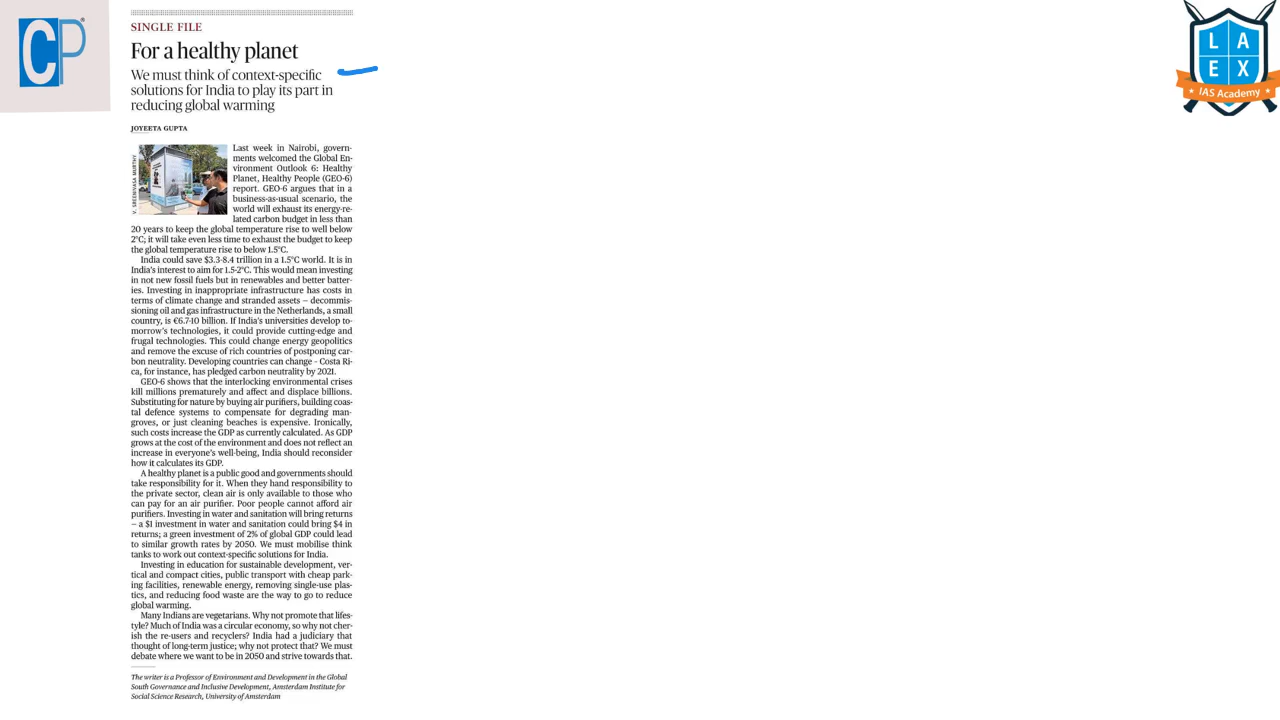 CP
SINGLE FILE
For a healthy planet
We must think of context-specific
solutions for India to play its part in
reducing global warming
JOYEETA GUPTA
V. SREENIVASA MURTHY
Last week in Nairobi, govern-
ments welcomed the Global En-
vironment Outlook 6: Healthy
Planet, Healthy People (GEO-6)
report. GEO-6 argues that in a
business-as-usual scenario, the
world will exhaust its energy-re-
lated carbon budget in less than
20 years to keep the global temperature rise to well below
2°C; it will take even less time to exhaust the budget to keep
the global temperature rise to below 1.5°C.
India could save $3.3-8.4 trillion in a 1.5°C world. It is in
India's interest to aim for 1.5-2°C. This would mean investing
in not new fossil fuels but in renewables and better batter-
ies. Investing in inappropriate infrastructure has costs in
terms of climate change and stranded assets — decommis-
sioning oil and gas infrastructure in the Netherlands, a small
country, is €6.7-10 billion. If India's universities develop to-
morrow's technologies, it could provide cutting-edge and
frugal technologies. This could change energy geopolitics
and remove the excuse of rich countries of postponing car-
bon neutrality. Developing countries can change – Costa Ri-
ca, for instance, has pledged carbon neutrality by 2021.
GEO-6 shows that the interlocking environmental crises
kill millions prematurely and affect and displace billions.
Substituting for nature by buying air purifiers, building coas-
tal defence systems to compensate for degrading man-
groves, or just cleaning beaches is expensive. Ironically,
such costs increase the GDP as currently calculated. As GDP
grows at the cost of the environment and does not reflect an
increase in everyone's well-being, India should reconsider
how it calculates its GDP.
A healthy planet is a public good and governments should
take responsibility for it. When they hand responsibility to
the private sector, clean air is only available to those who
can pay for an air purifier. Poor people cannot afford air
purifiers. Investing in water and sanitation will bring returns
— a $1 investment in water and sanitation could bring $4 in
returns; a green investment of 2% of global GDP could lead
to similar growth rates by 2050. We must mobilise think
tanks to work out context-specific solutions for India.
Investing in education for sustainable development, ver-
tical and compact cities, public transport with cheap park-
ing facilities, renewable energy, removing single-use plas-
tics, and reducing food waste are the way to go to reduce
global warming.
Many Indians are vegetarians. Why not promote that lifes-
tyle? Much of India was a circular economy, so why not cher-
ish the re-users and recyclers? India had a judiciary that
thought of long-term justice; why not protect that? We must
debate where we want to be in 2050 and strive towards that.
The writer is a Professor of Environment and Development in the Global
South Governance and Inclusive Development, Amsterdam Institute for
Social Science Research, University of Amsterdam
L A
E X
IAS Academy